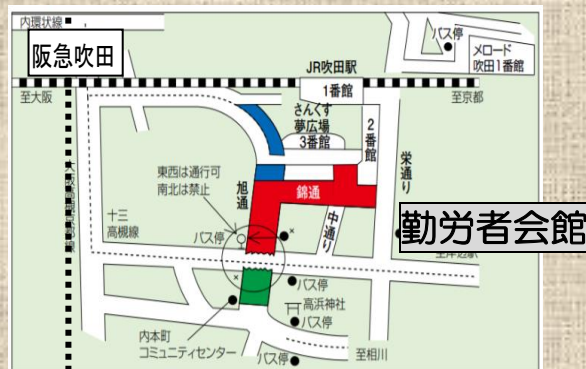 内環状線
阪急吹田
バス停
メロード
吹田1番館
JR吹田駅
至大阪
1番館
至京都
さんくす
夢広場
3番館
2番館
東西は通行可
南北は禁止
旭通
錦通
栄通り
中通り
十三
高槻線
バス停
勤労者会館
至岸辺駅
バス停
高浜神社
バス停
内本町
コミュニティセンター
バス停
至相川